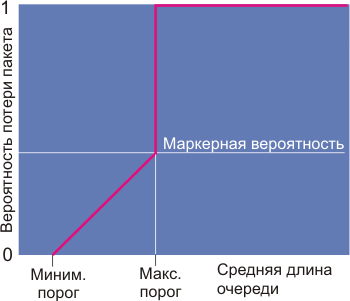 1
Вероятность потери пакета
Маркерная вероятность
0
Миним.
порог
Макс.
порог
Средняя длина
очереди